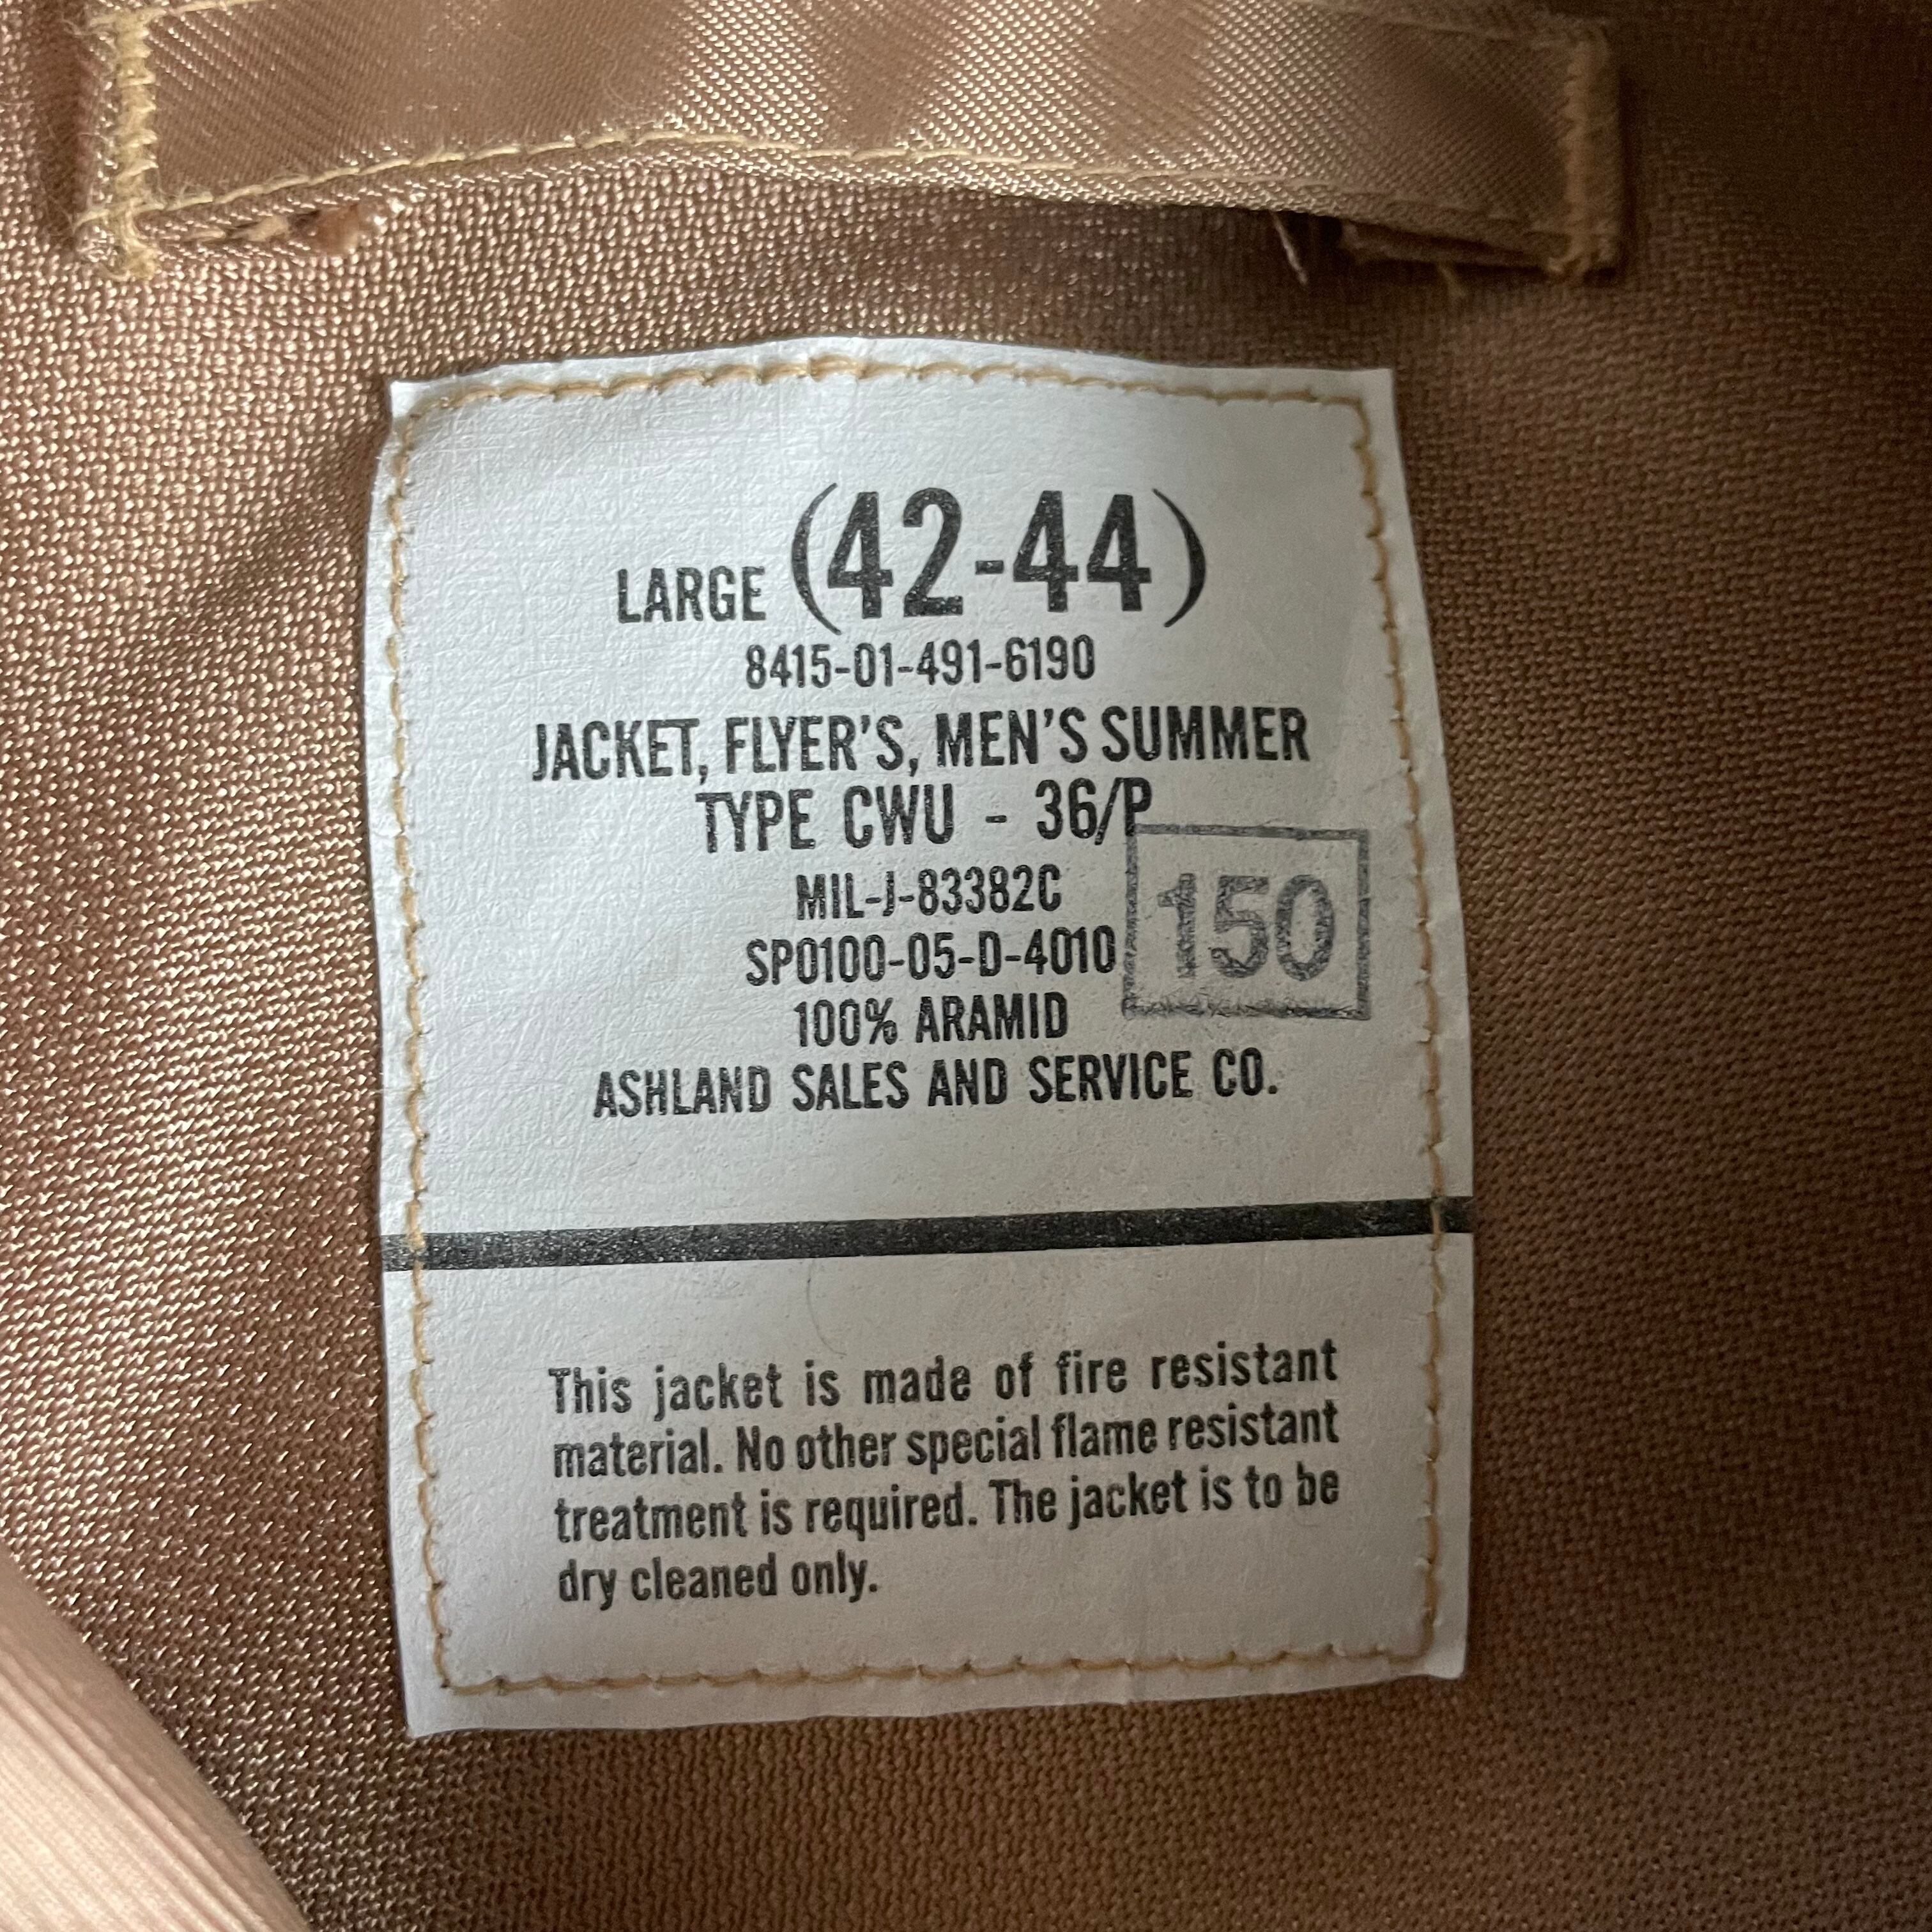 LARGE (42-44)
8415-01-491-6190
JACKET, FLYER'S, MEN'S SUMMER
TYPE CWU - 36/P
MIL-J-83382C
150
SP0100-05-D-4010
100% ARAMID
ASHLAND SALES AND SERVICE CO.
This jacket is made of fire resistant
material. No other special flame resistant
treatment is required. The jacket is to be
dry cleaned only.